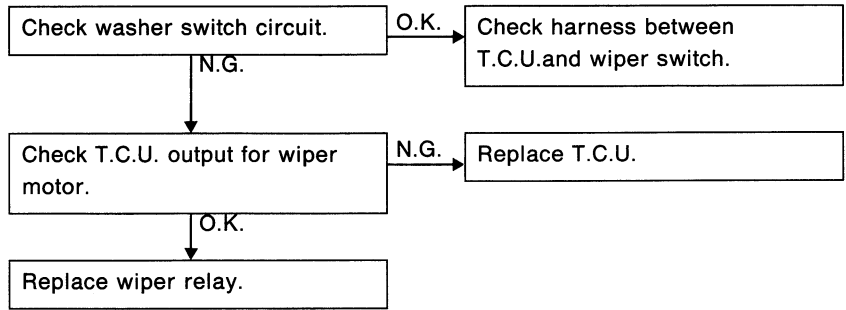 Check washer switch circuit.
O.K.
Check harness between
T.C.U.and wiper switch.
N.G.
Check T.C.U. output for wiper
motor.
N.G.
Replace T.C.U.
O.K.
Replace wiper relay.